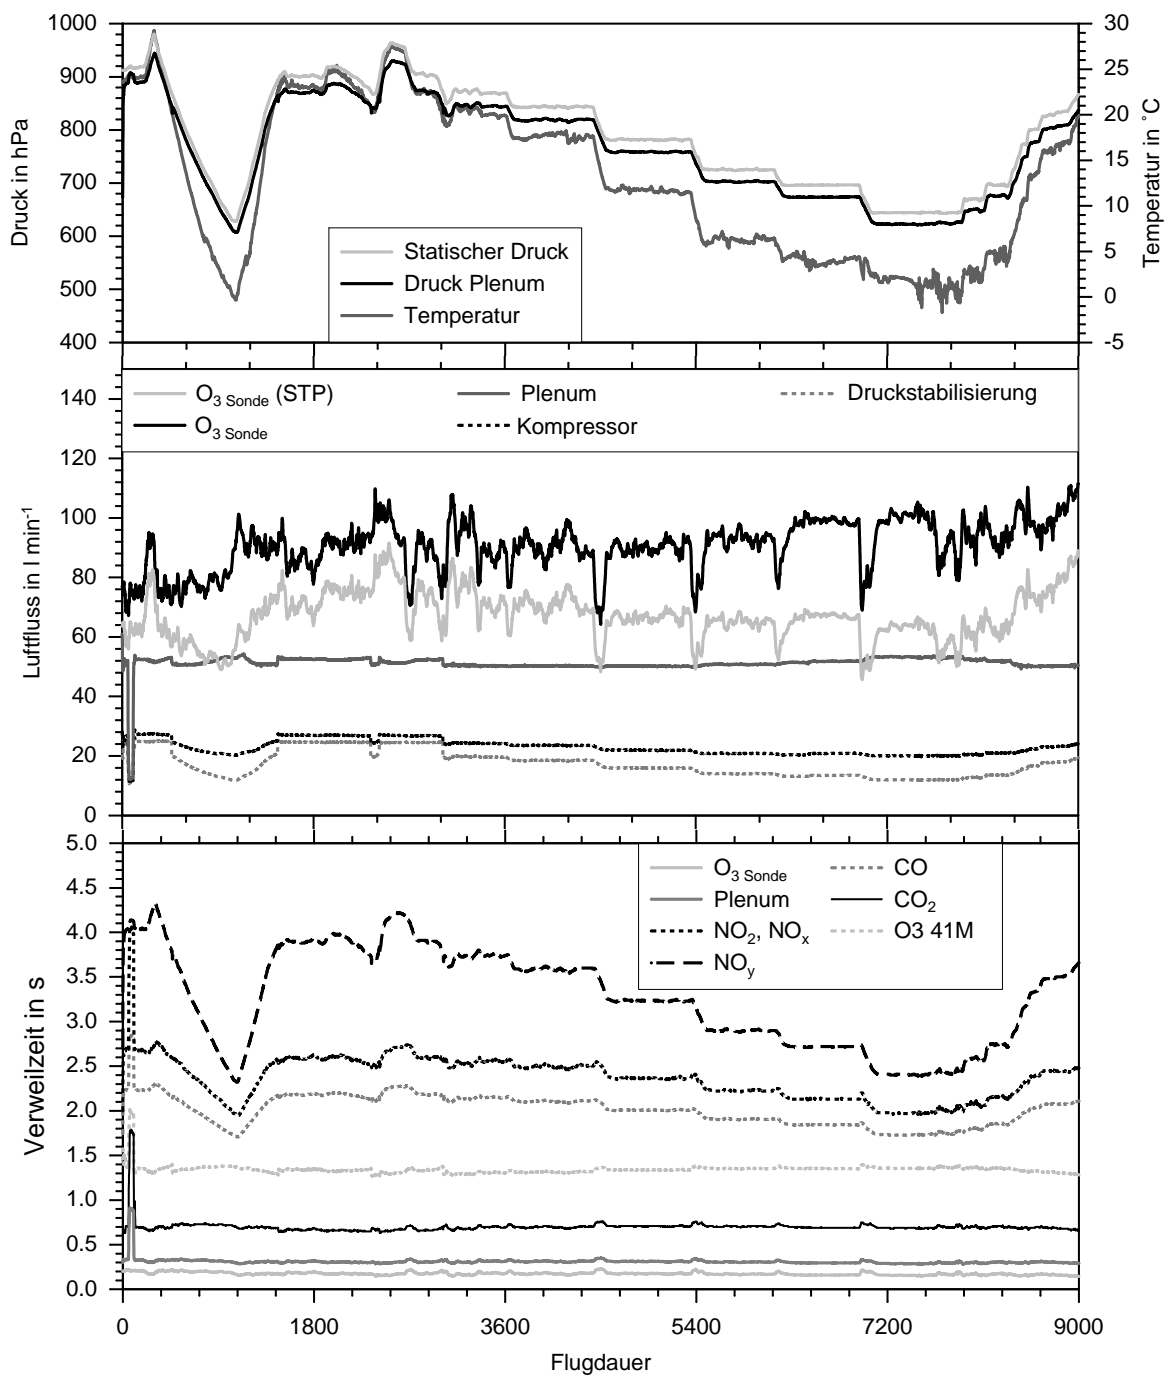 1000
900
800
700
600
500
400
Druck in hPa
30
25
20
15
10
5
0
-5
Temperatur in °C
Statischer Druck
Druck Plenum
Temperatur
140
120
100
80
60
40
20
0
Luftfluss in l min-1
O3 Sonde (STP)
Plenum
Druckstabilisierung
O3 Sonde
Kompressor
5.0
4.5
4.0
3.5
3.0
2.5
2.0
1.5
1.0
0.5
0.0
Verweilzeit in s
O3 Sonde
CO
Plenum
CO2
NO2, NOx
O3 41M
NOy
0 1800 3600 5400 7200 9000
Flugdauer